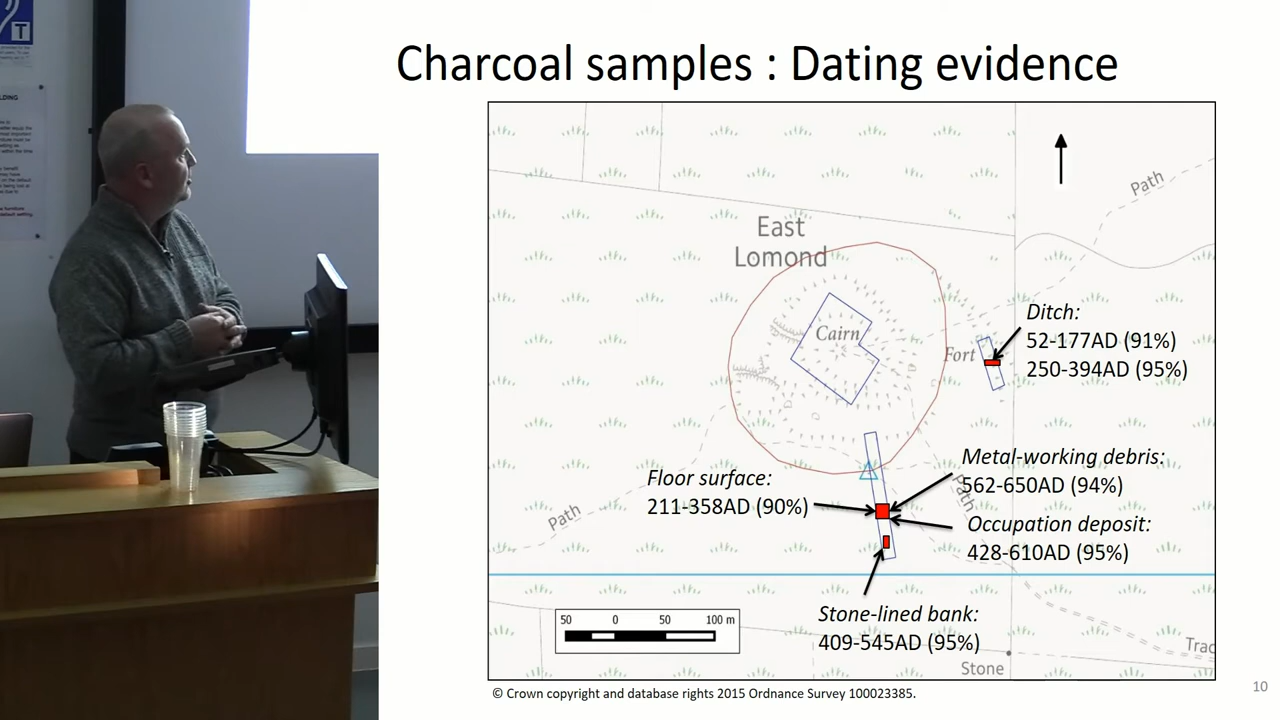 Charcoal samples : Dating evidence
Path
East
Lomond
Cairn
Fort
Ditch:
52-177AD (91%)
250-394AD (95%)
Metal-working debris:
562-650AD (94%)
Floor surface:
211-358AD (90%)
Path
Path
Occupation deposit:
428-610AD (95%)
Stone-lined bank:
409-545AD (95%)
50 0 50 100 m
Trac
Stone
© Crown copyright and database rights 2015 Ordnance Survey 100023385.
10
T
LDING